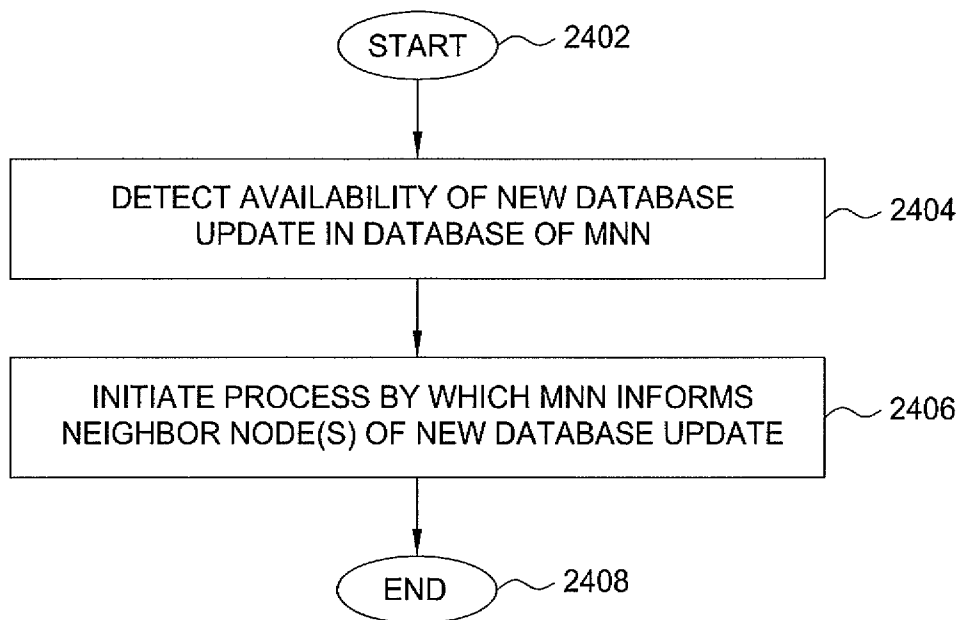 START
2402
DETECT AVAILABILITY OF NEW DATABASE
UPDATE IN DATABASE OF MNN
2404
INITIATE PROCESS BY WHICH MNN INFORMS
NEIGHBOR NODE(S) OF NEW DATABASE UPDATE
2406
END
2408